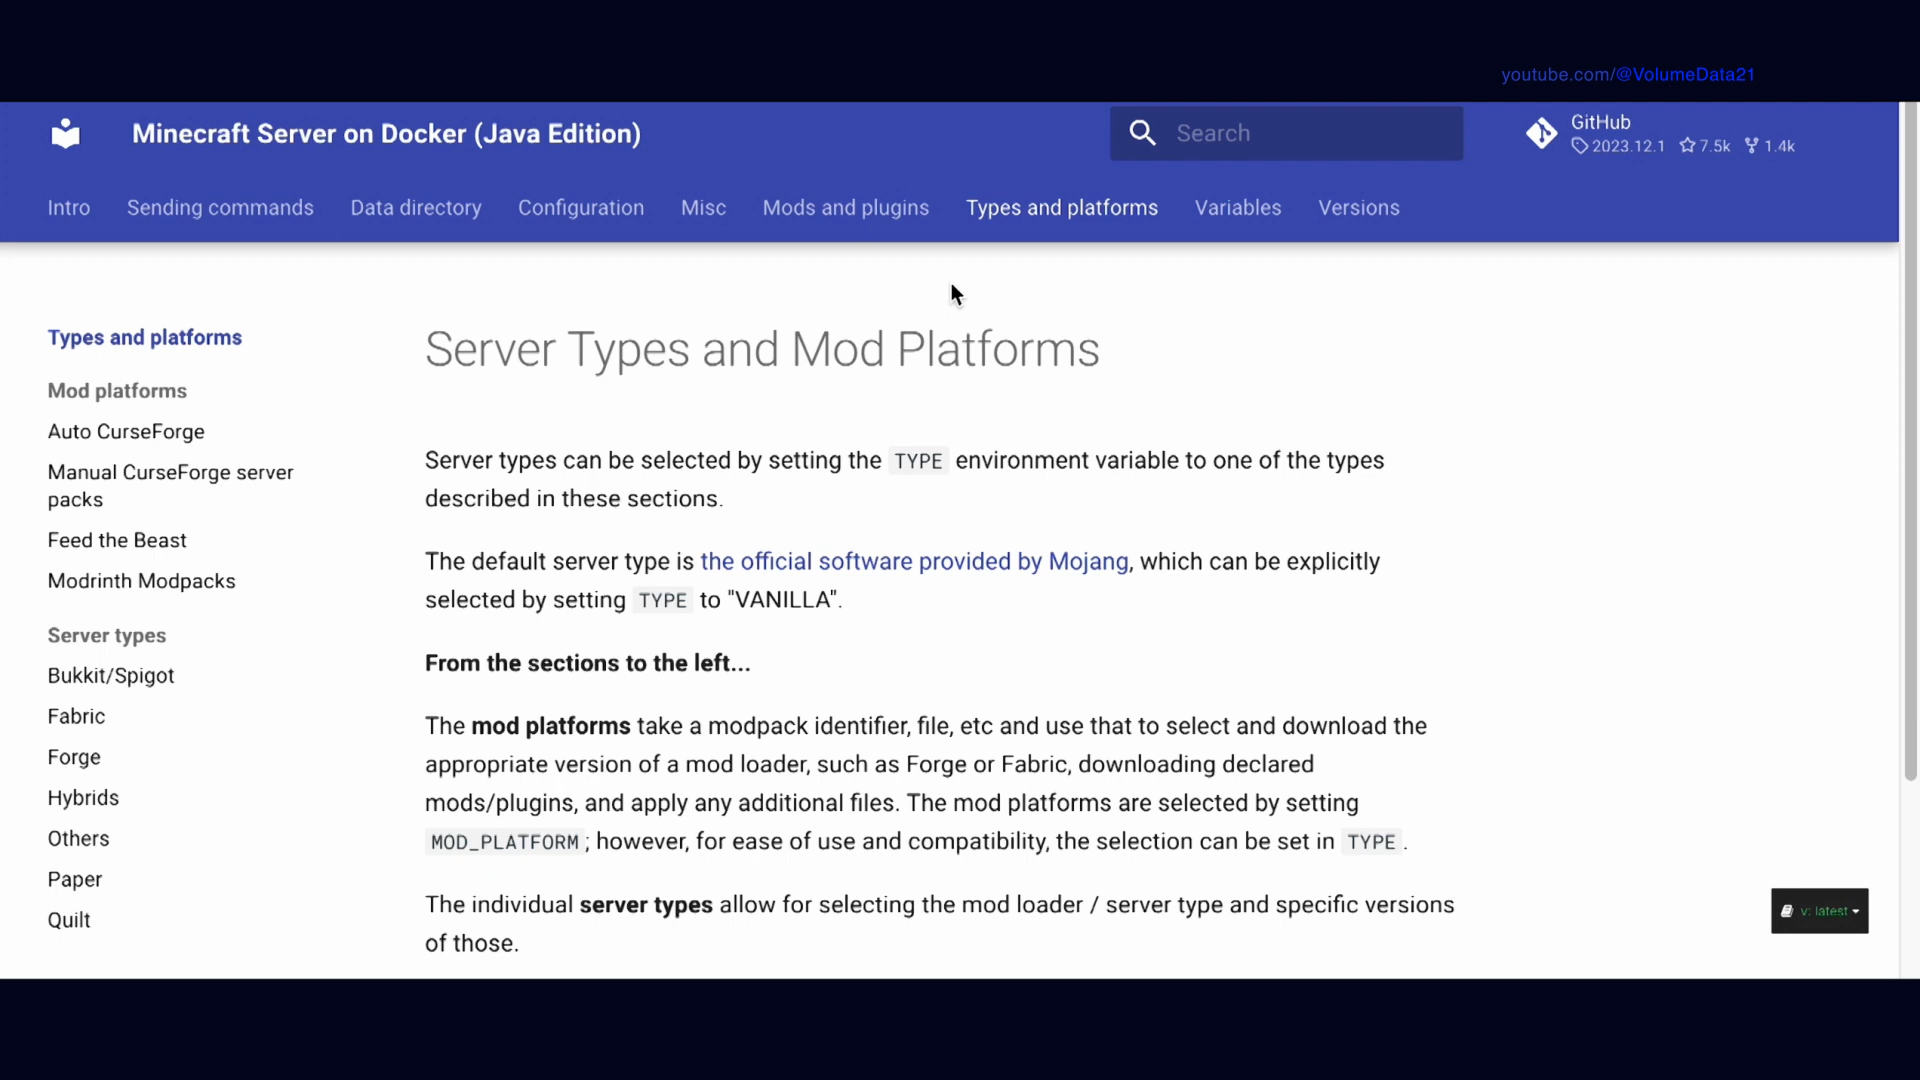 youtube.com/@VolumeData21
Minecraft Server on Docker (Java Edition)
Search
GitHub
2023.12.1 7.5k 1.4k
Intro Sending commands Data directory Configuration Misc Mods and plugins Types and platforms Variables Versions
Types and platforms
Mod platforms
Auto CurseForge
Manual CurseForge server
packs
Feed the Beast
Modrinth Modpacks
Server types
Bukkit/Spigot
Fabric
Forge
Hybrids
Others
Paper
Quilt
Server Types and Mod Platforms
Server types can be selected by setting the TYPE environment variable to one of the types
described in these sections.
The default server type is the official software provided by Mojang, which can be explicitly
selected by setting TYPE to "VANILLA".
From the sections to the left...
The mod platforms take a modpack identifier, file, etc and use that to select and download the
appropriate version of a mod loader, such as Forge or Fabric, downloading declared
mods/plugins, and apply any additional files. The mod platforms are selected by setting
MOD_PLATFORM; however, for ease of use and compatibility, the selection can be set in TYPE.
The individual server types allow for selecting the mod loader / server type and specific versions
of those.
v: latest